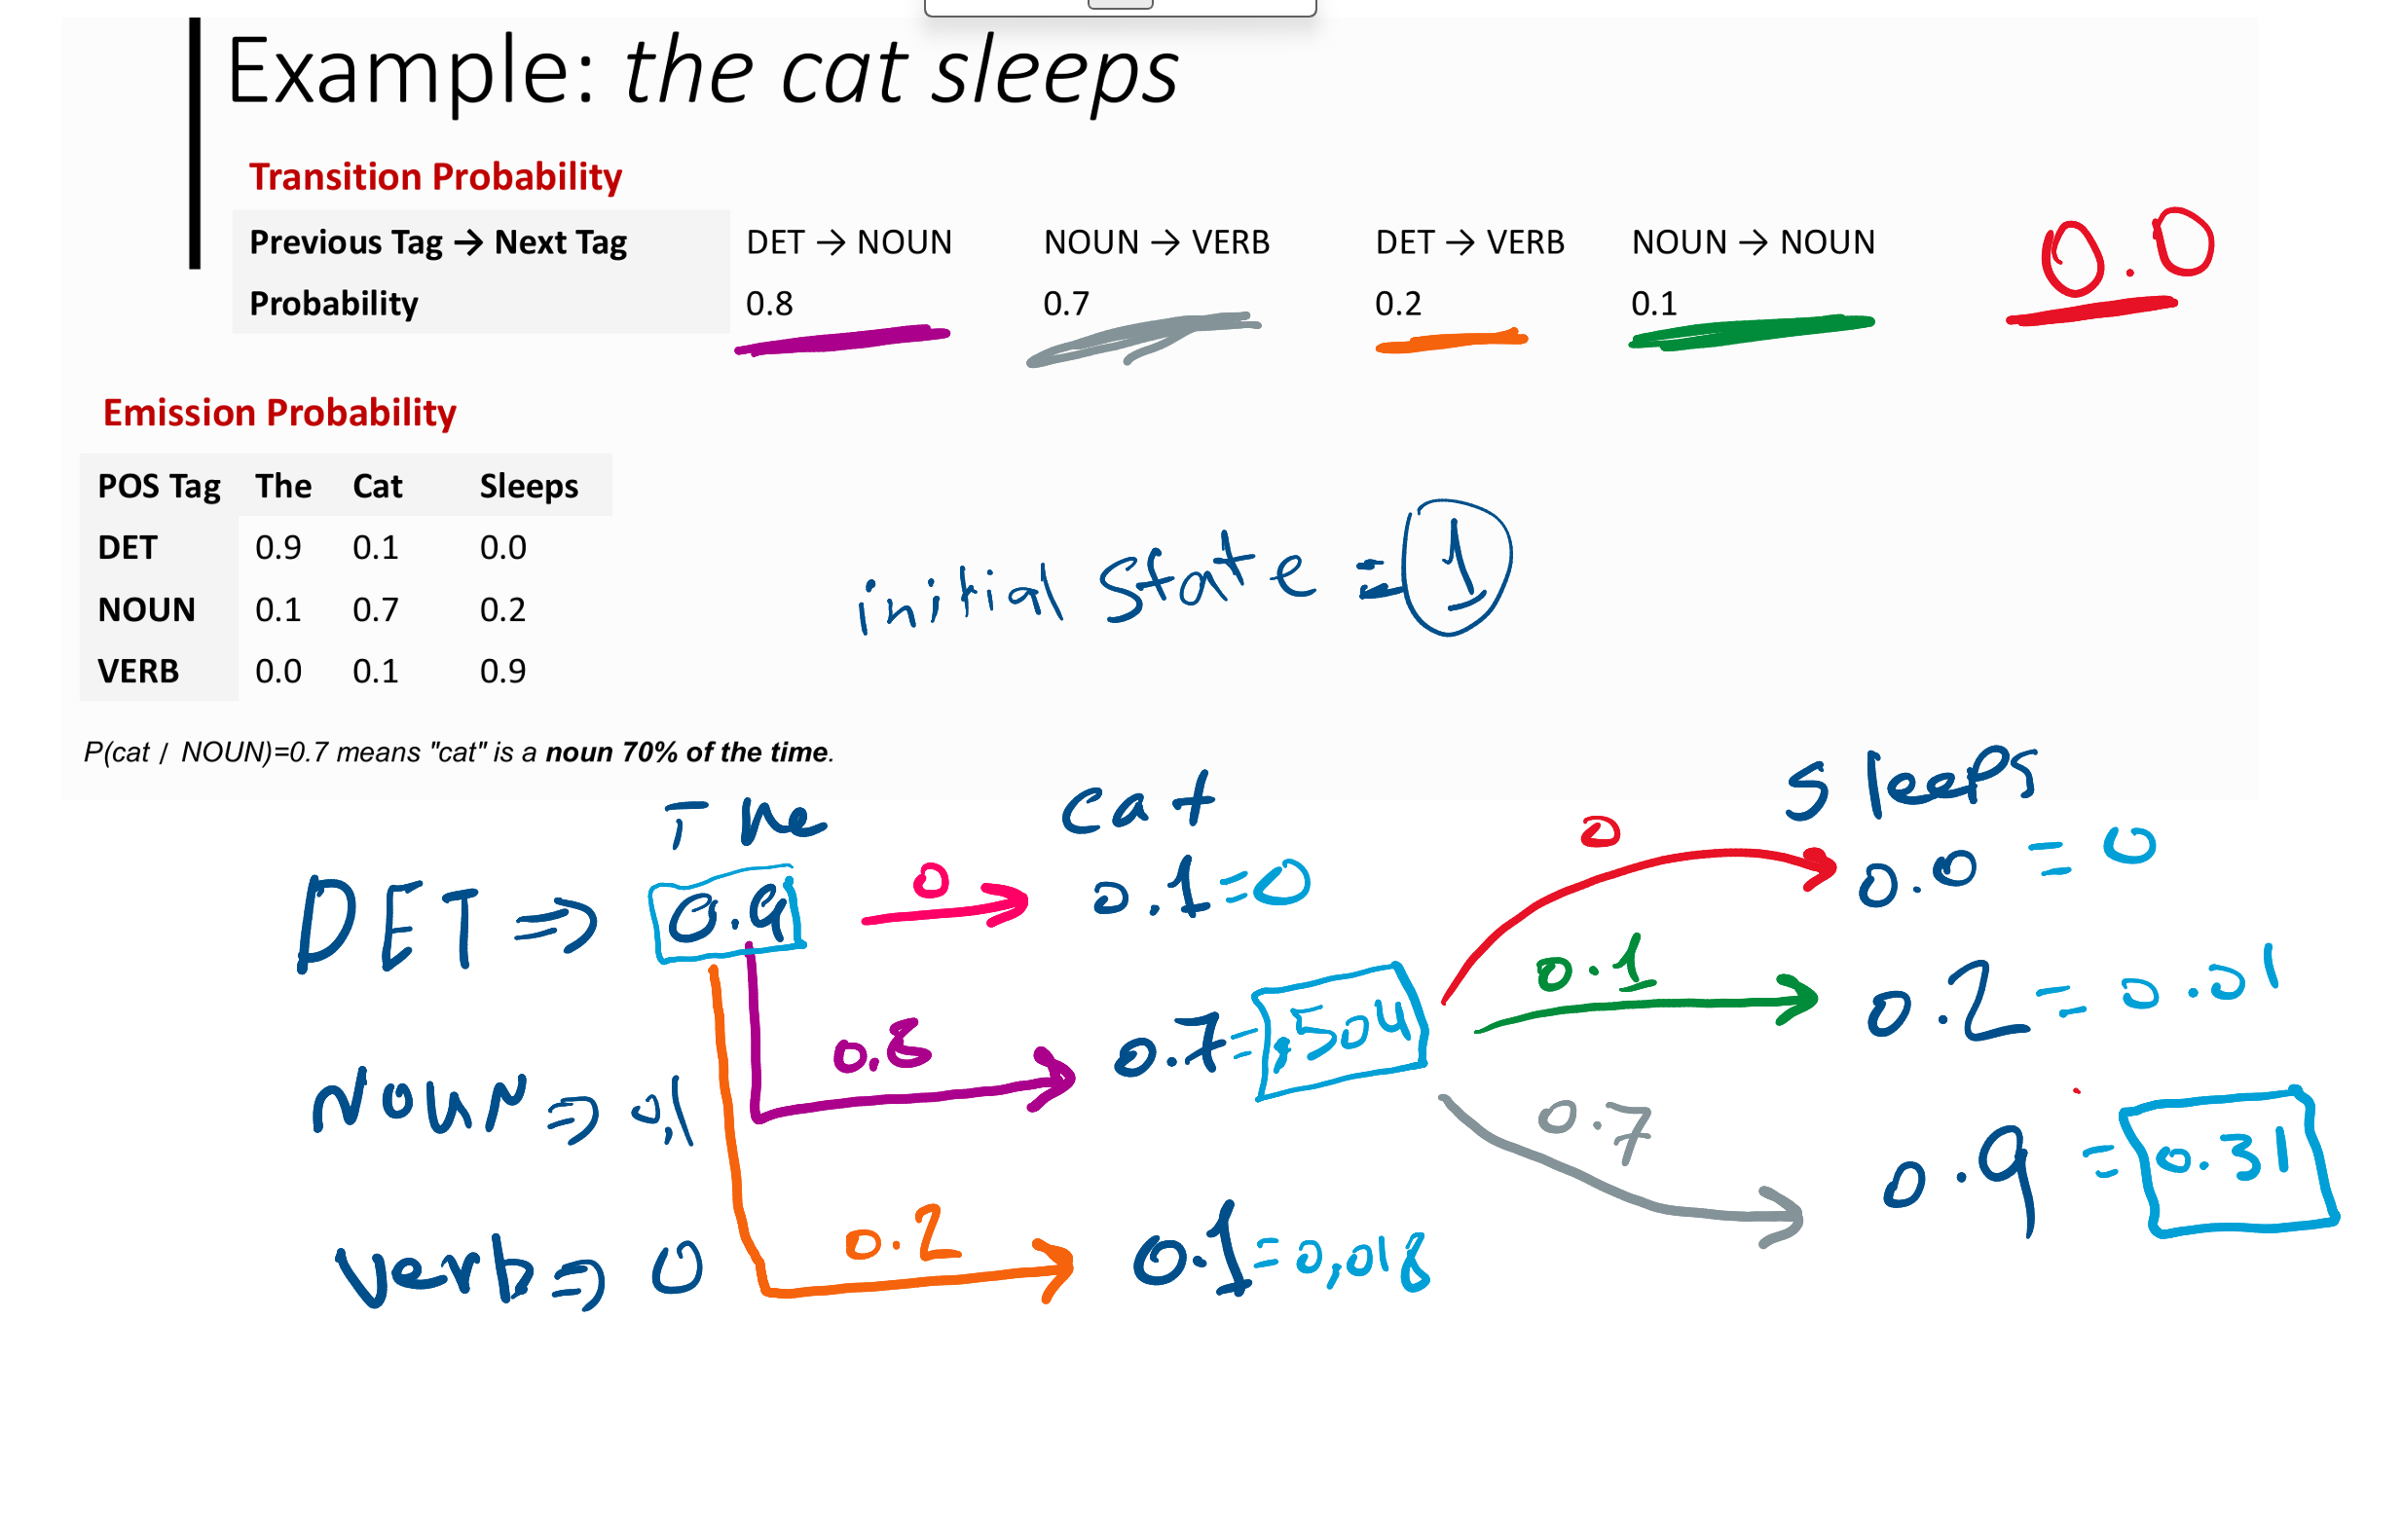 Example: the cat sleeps
Transition Probability
Previous Tag → Next Tag DET → NOUN NOUN → VERB DET → VERB NOUN → NOUN
Probability 0.8 0.7 0.2 0.1 0.0
Emission Probability
POS Tag The Cat Sleeps
DET 0.9 0.1 0.0
NOUN 0.1 0.7 0.2
VERB 0.0 0.1 0.9
initial state = 1
P(cat / NOUN)=0.7 means "cat" is a noun 70% of the time.
The cat Sleeps
DET ⇒ 0.9 0 0.1 = 0 0 0.0 = 0
0.1 0.2 = 0.01
Noun ⇒ 0,1 0.8 0.7 = ,504 0.7 0.9 = 0.31
Verb ⇒ 0 0.2 0.1 = 0,018